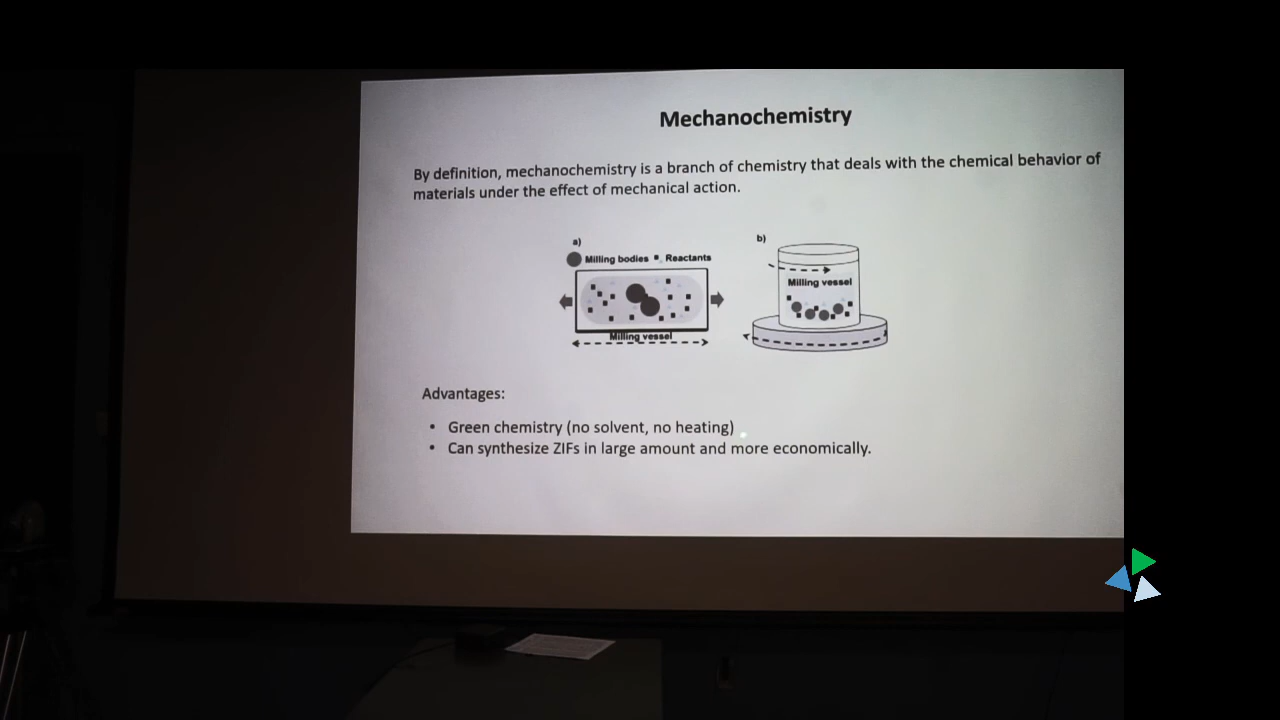 Mechanochemistry
By definition, mechanochemistry is a branch of chemistry that deals with the chemical behavior of
materials under the effect of mechanical action.
a)
Milling bodies Reactants
Milling vessel
b)
Milling vessel
Advantages:
• Green chemistry (no solvent, no heating)
• Can synthesize ZIFs in large amount and more economically.